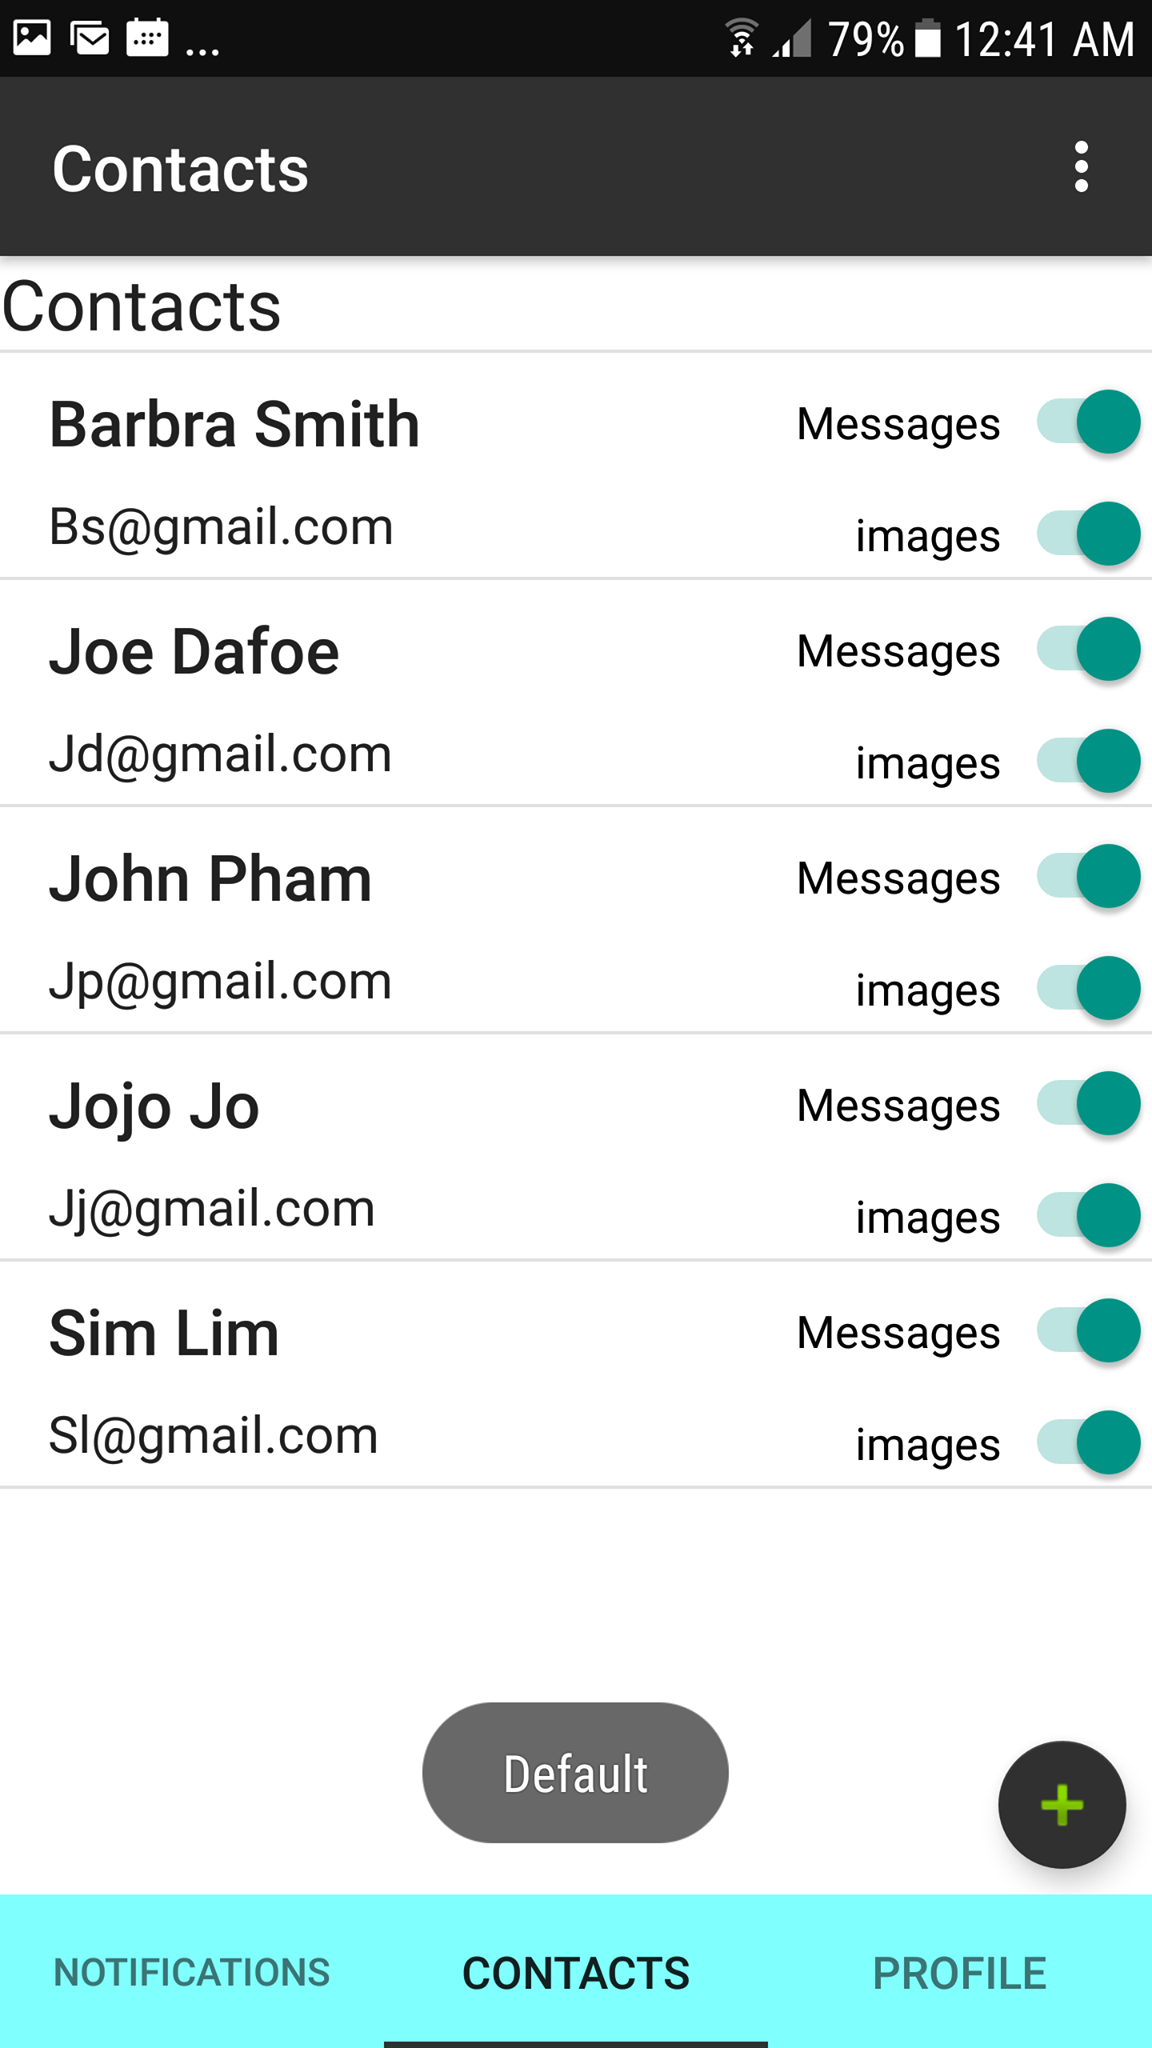 ... 79% 12:41 AM
Contacts
Contacts
Barbra Smith Messages
Bs@gmail.com images
Joe Dafoe Messages
Jd@gmail.com images
John Pham Messages
Jp@gmail.com images
Jojo Jo Messages
Jj@gmail.com images
Sim Lim Messages
Sl@gmail.com images
Default
NOTIFICATIONS CONTACTS PROFILE